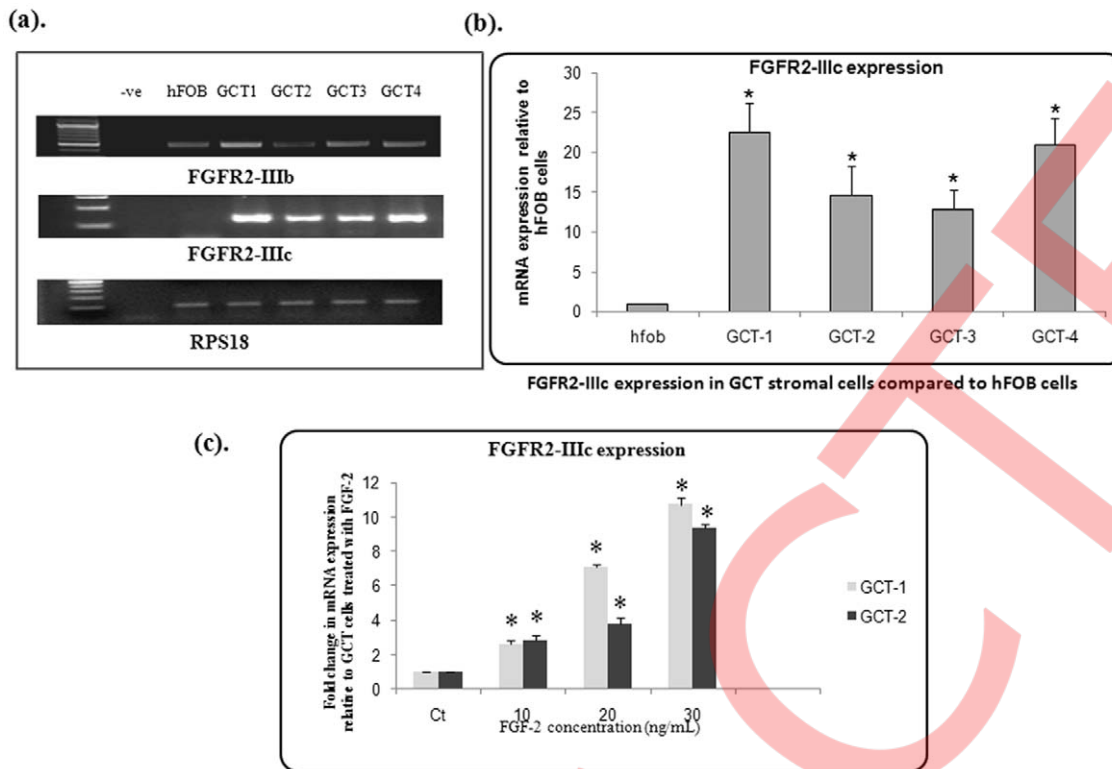 (a).
-ve hFOB GCT1 GCT2 GCT3 GCT4
FGFR2-IIIb
FGFR2-IIIc
RPS18
(b).
FGFR2-IIIc expression
mRNA expression relative to
hFOB cells
30
25
20
15
10
5
0
* * * *
hfob GCT-1 GCT-2 GCT-3 GCT-4
FGFR2-IIIc expression in GCT stromal cells compared to hFOB cells
(c).
FGFR2-IIIc expression
Fold change in mRNA expression
relative to GCT cells treated with FGF-2
12
10
8
6
4
2
0
* * * * * *
Ct 10 20 30
FGF-2 concentration (ng/mL)
GCT-1
GCT-2